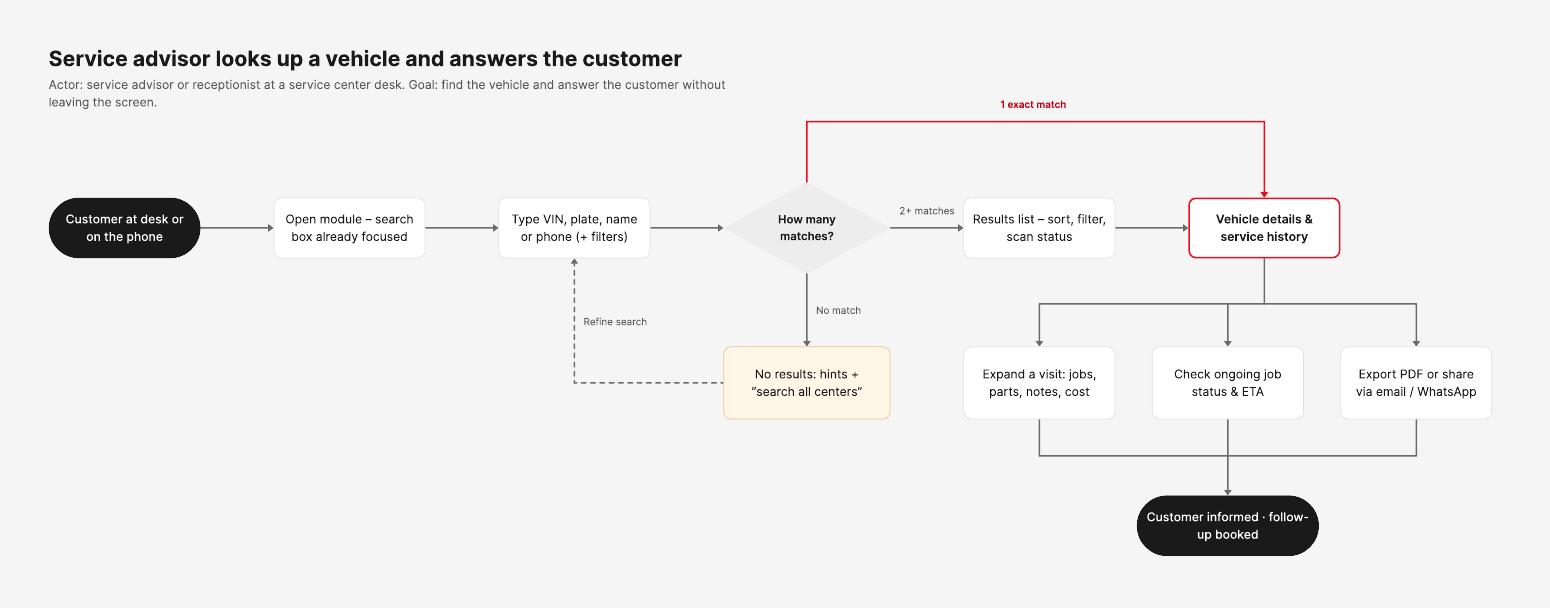 Service advisor looks up a vehicle and answers the customer
Actor: service advisor or receptionist at a service center desk. Goal: find the vehicle and answer the customer without
leaving the screen.
1 exact match
Customer at desk or
on the phone
Open module – search
box already focused
Type VIN, plate, name
or phone (+ filters)
How many
matches?
2+ matches
Results list – sort, filter,
scan status
Vehicle details &
service history
Refine search
No match
No results: hints +
“search all centers”
Expand a visit: jobs,
parts, notes, cost
Check ongoing job
status & ETA
Export PDF or share
via email / WhatsApp
Customer informed · follow-
up booked